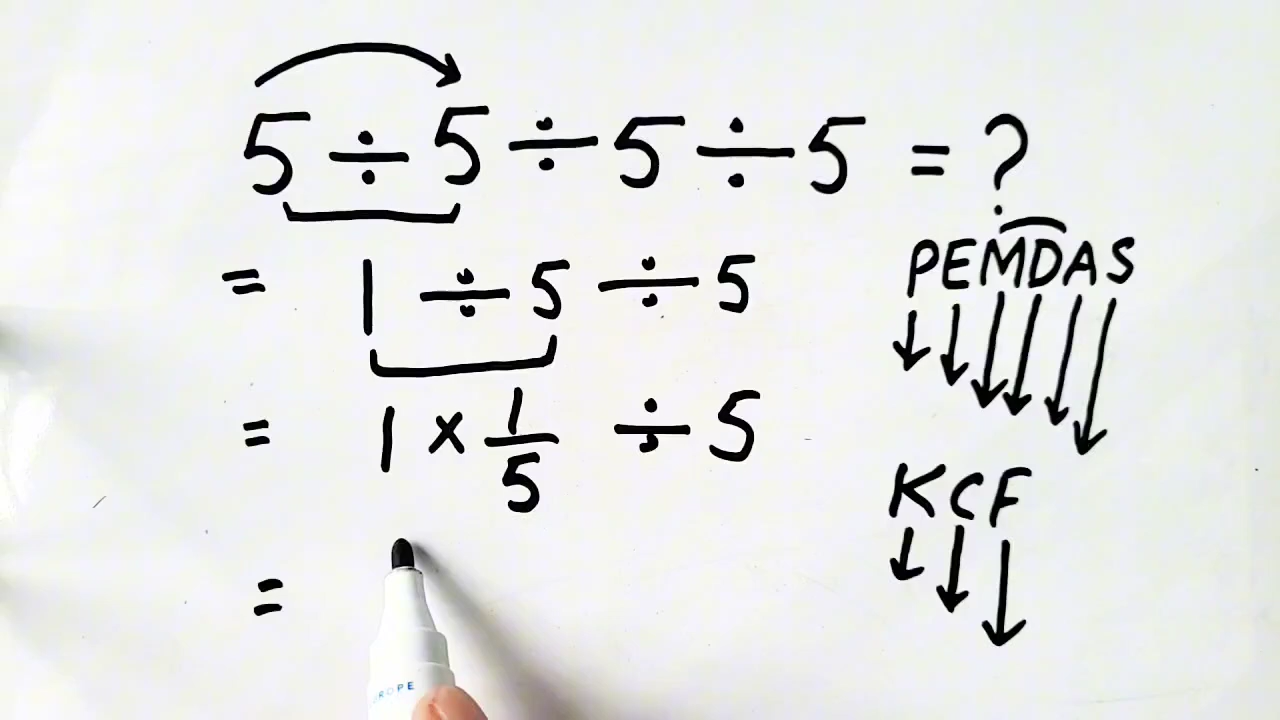 5 ÷ 5 ÷ 5 ÷ 5 = ?
PEMDAS
= 1 ÷ 5 ÷ 5
= 1 × 1/5 ÷ 5
KCF
=